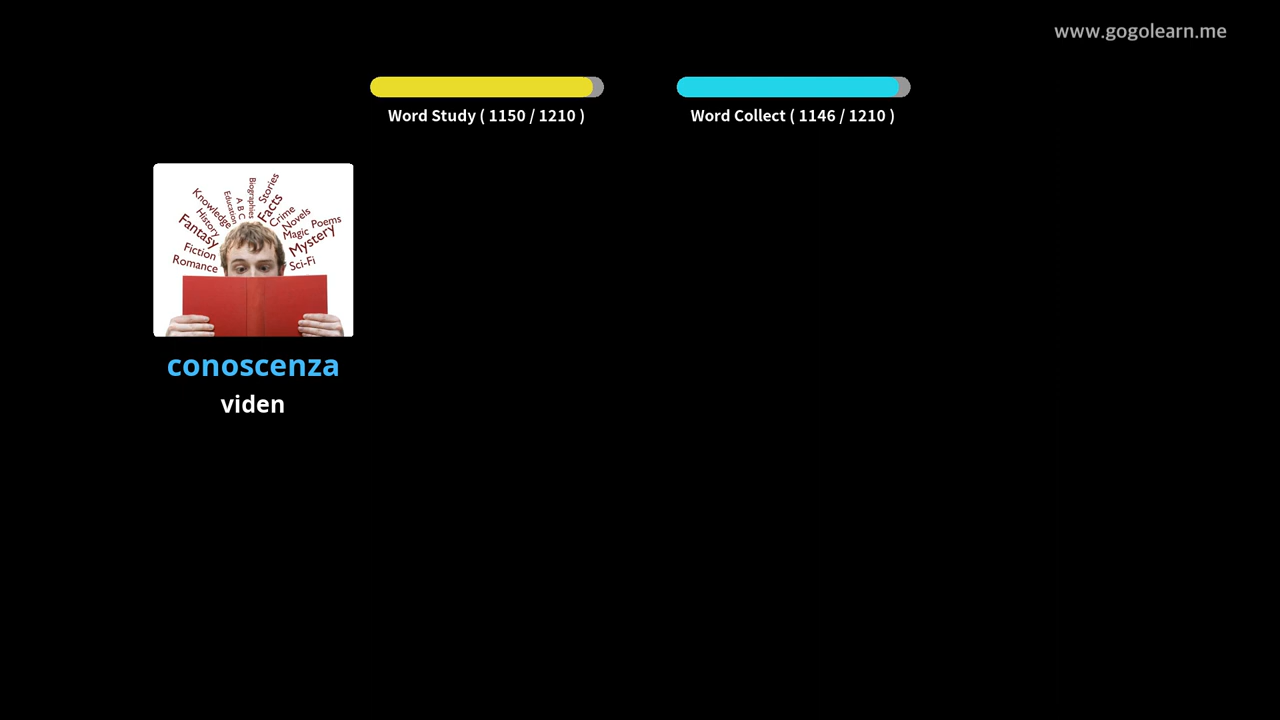 www.gogolearn.me
Word Study ( 1150 / 1210 )
Word Collect ( 1146 / 1210 )
Knowledge
History
Fantasy
Fiction
Romance
Education
A B C
Biographies
Stories
Facts
Crime
Novels
Magic
Poems
Mystery
Sci-Fi
conoscenza
viden